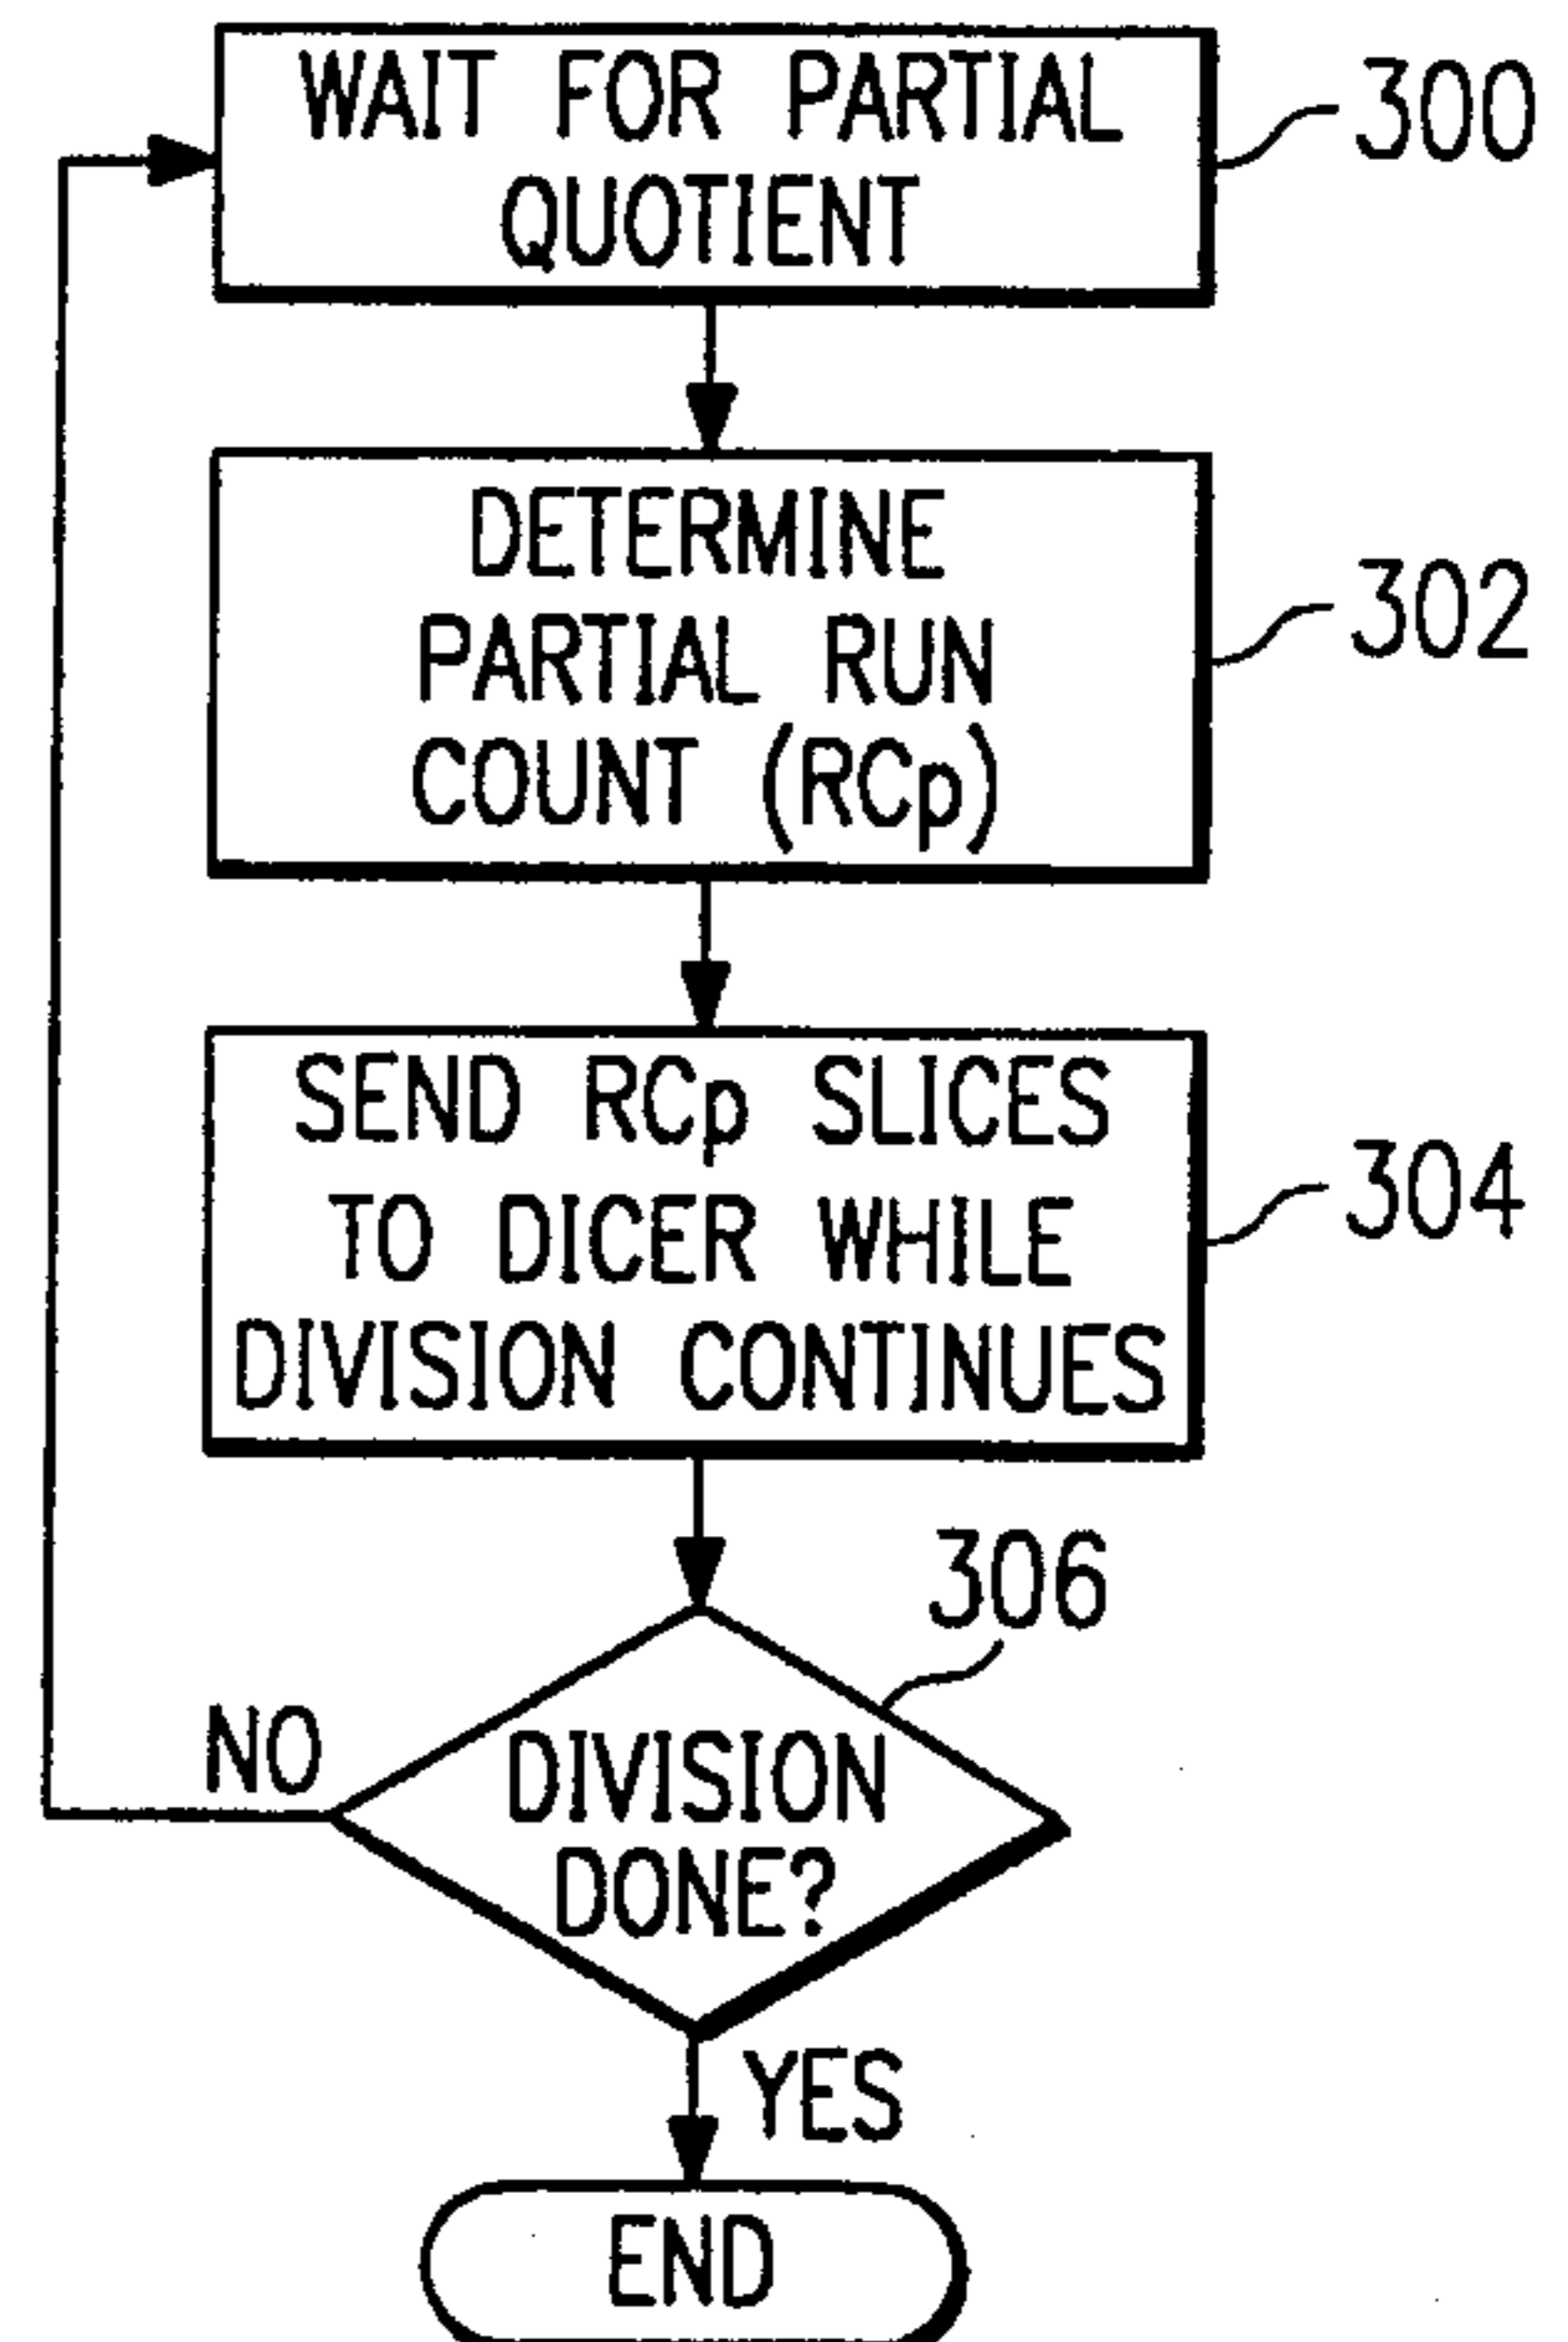 WAIT FOR PARTIAL
QUOTIENT
300
DETERMINE
PARTIAL RUN
COUNT (RCp)
302
SEND RCp SLICES
TO DICER WHILE
DIVISION CONTINUES
304
306
NO
DIVISION
DONE?
YES
END